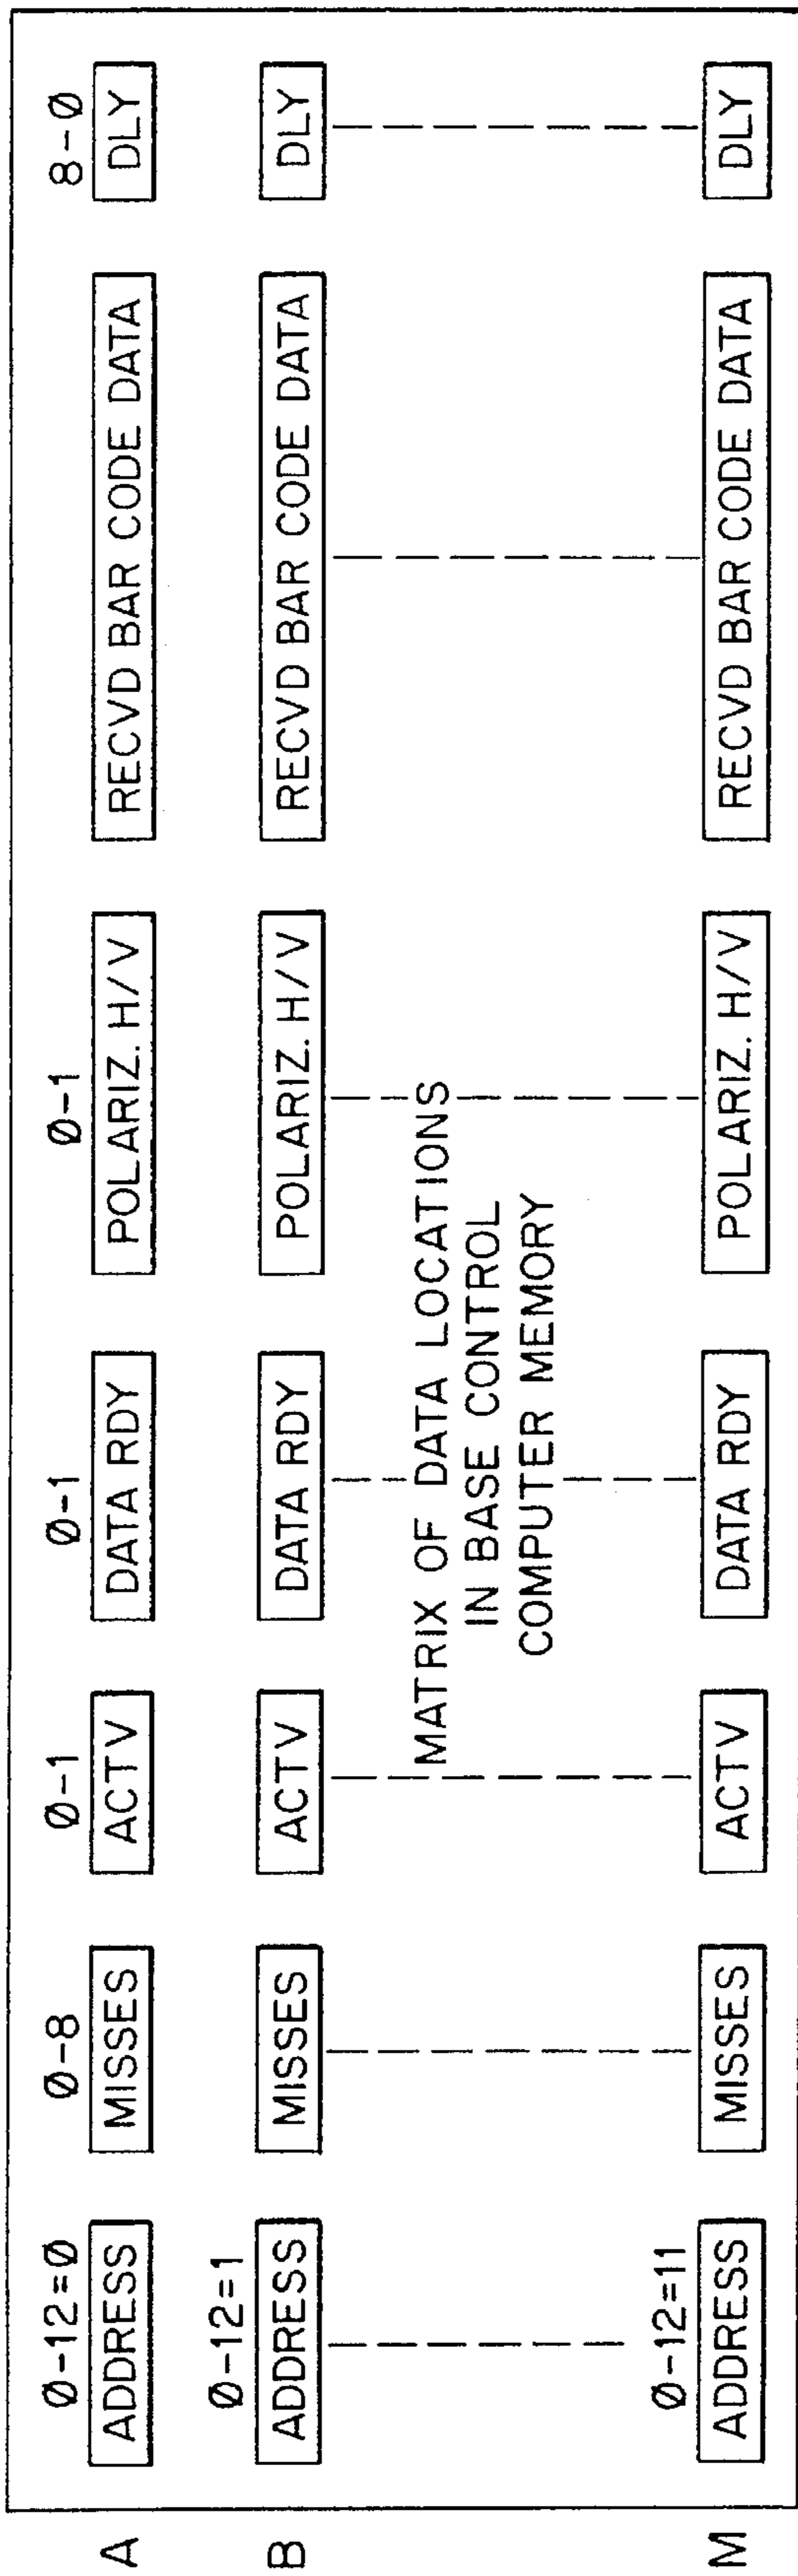 Ø-12=Ø Ø-8 Ø-1 Ø-1 Ø-1 8-Ø
A ADDRESS MISSES ACTV DATA RDY POLARIZ. H/V RECVD BAR CODE DATA DLY
Ø-12=1
B ADDRESS MISSES ACTV DATA RDY POLARIZ. H/V RECVD BAR CODE DATA DLY
MATRIX OF DATA LOCATIONS
IN BASE CONTROL
COMPUTER MEMORY
Ø-12=11
M ADDRESS MISSES ACTV DATA RDY POLARIZ. H/V RECVD BAR CODE DATA DLY